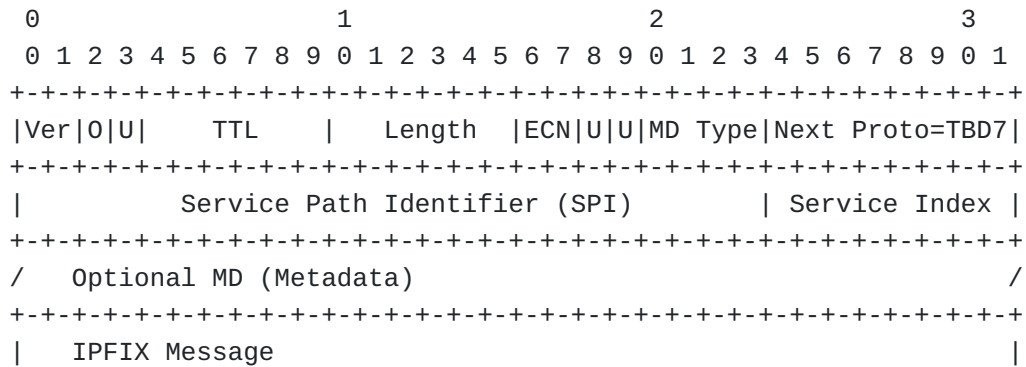 0                   1                   2                   3
 0 1 2 3 4 5 6 7 8 9 0 1 2 3 4 5 6 7 8 9 0 1 2 3 4 5 6 7 8 9 0 1
+-+-+-+-+-+-+-+-+-+-+-+-+-+-+-+-+-+-+-+-+-+-+-+-+-+-+-+-+-+-+-+-+
|Ver|O|U|    TTL    |   Length  |ECN|U|U|MD Type|Next Proto=TBD7|
+-+-+-+-+-+-+-+-+-+-+-+-+-+-+-+-+-+-+-+-+-+-+-+-+-+-+-+-+-+-+-+-+
|          Service Path Identifier (SPI)        | Service Index |
+-+-+-+-+-+-+-+-+-+-+-+-+-+-+-+-+-+-+-+-+-+-+-+-+-+-+-+-+-+-+-+-+
/   Optional MD (Metadata)                                      /
+-+-+-+-+-+-+-+-+-+-+-+-+-+-+-+-+-+-+-+-+-+-+-+-+-+-+-+-+-+-+-+-+
|   IPFIX Message                                               |